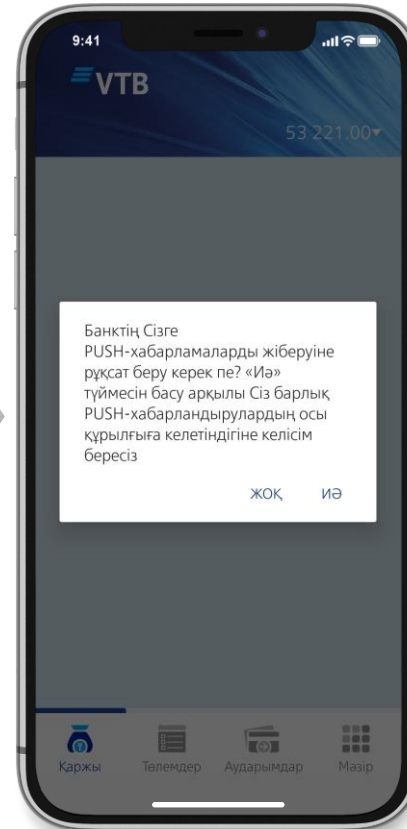 9:41
VTB
53 221.00
Банктің Сізге
PUSH-хабарламаларды жіберуіне
рұқсат беру керек пе? «Иә»
түймесін басу арқылы Сіз барлық
PUSH-хабарландырулардың осы
құрылғыға келетіндігіне келісім
бересіз
ЖОҚ ИӘ
Қаржы Төлемдер Аударымдар Мәзір